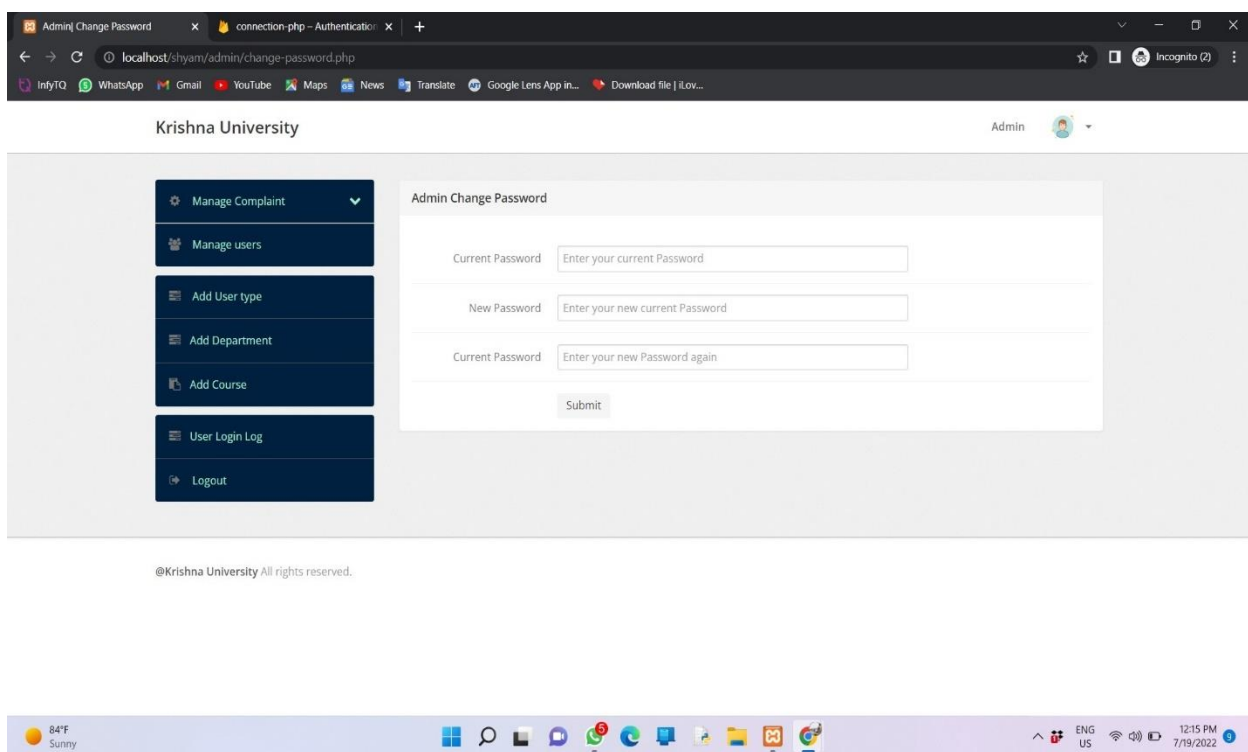 Admin| Change Password
connection-php – Authentication
localhost/shyam/admin/change-password.php
Incognito (2)
InfyTQ WhatsApp Gmail YouTube Maps News Translate Google Lens App in... Download file | iLov...
Krishna University
Admin
Manage Complaint
Manage users
Add User type
Add Department
Add Course
User Login Log
Logout
Admin Change Password
Current Password Enter your current Password
New Password Enter your new current Password
Current Password Enter your new Password again
Submit
@Krishna University All rights reserved.
84°F
Sunny
ENG
US
12:15 PM
7/19/2022